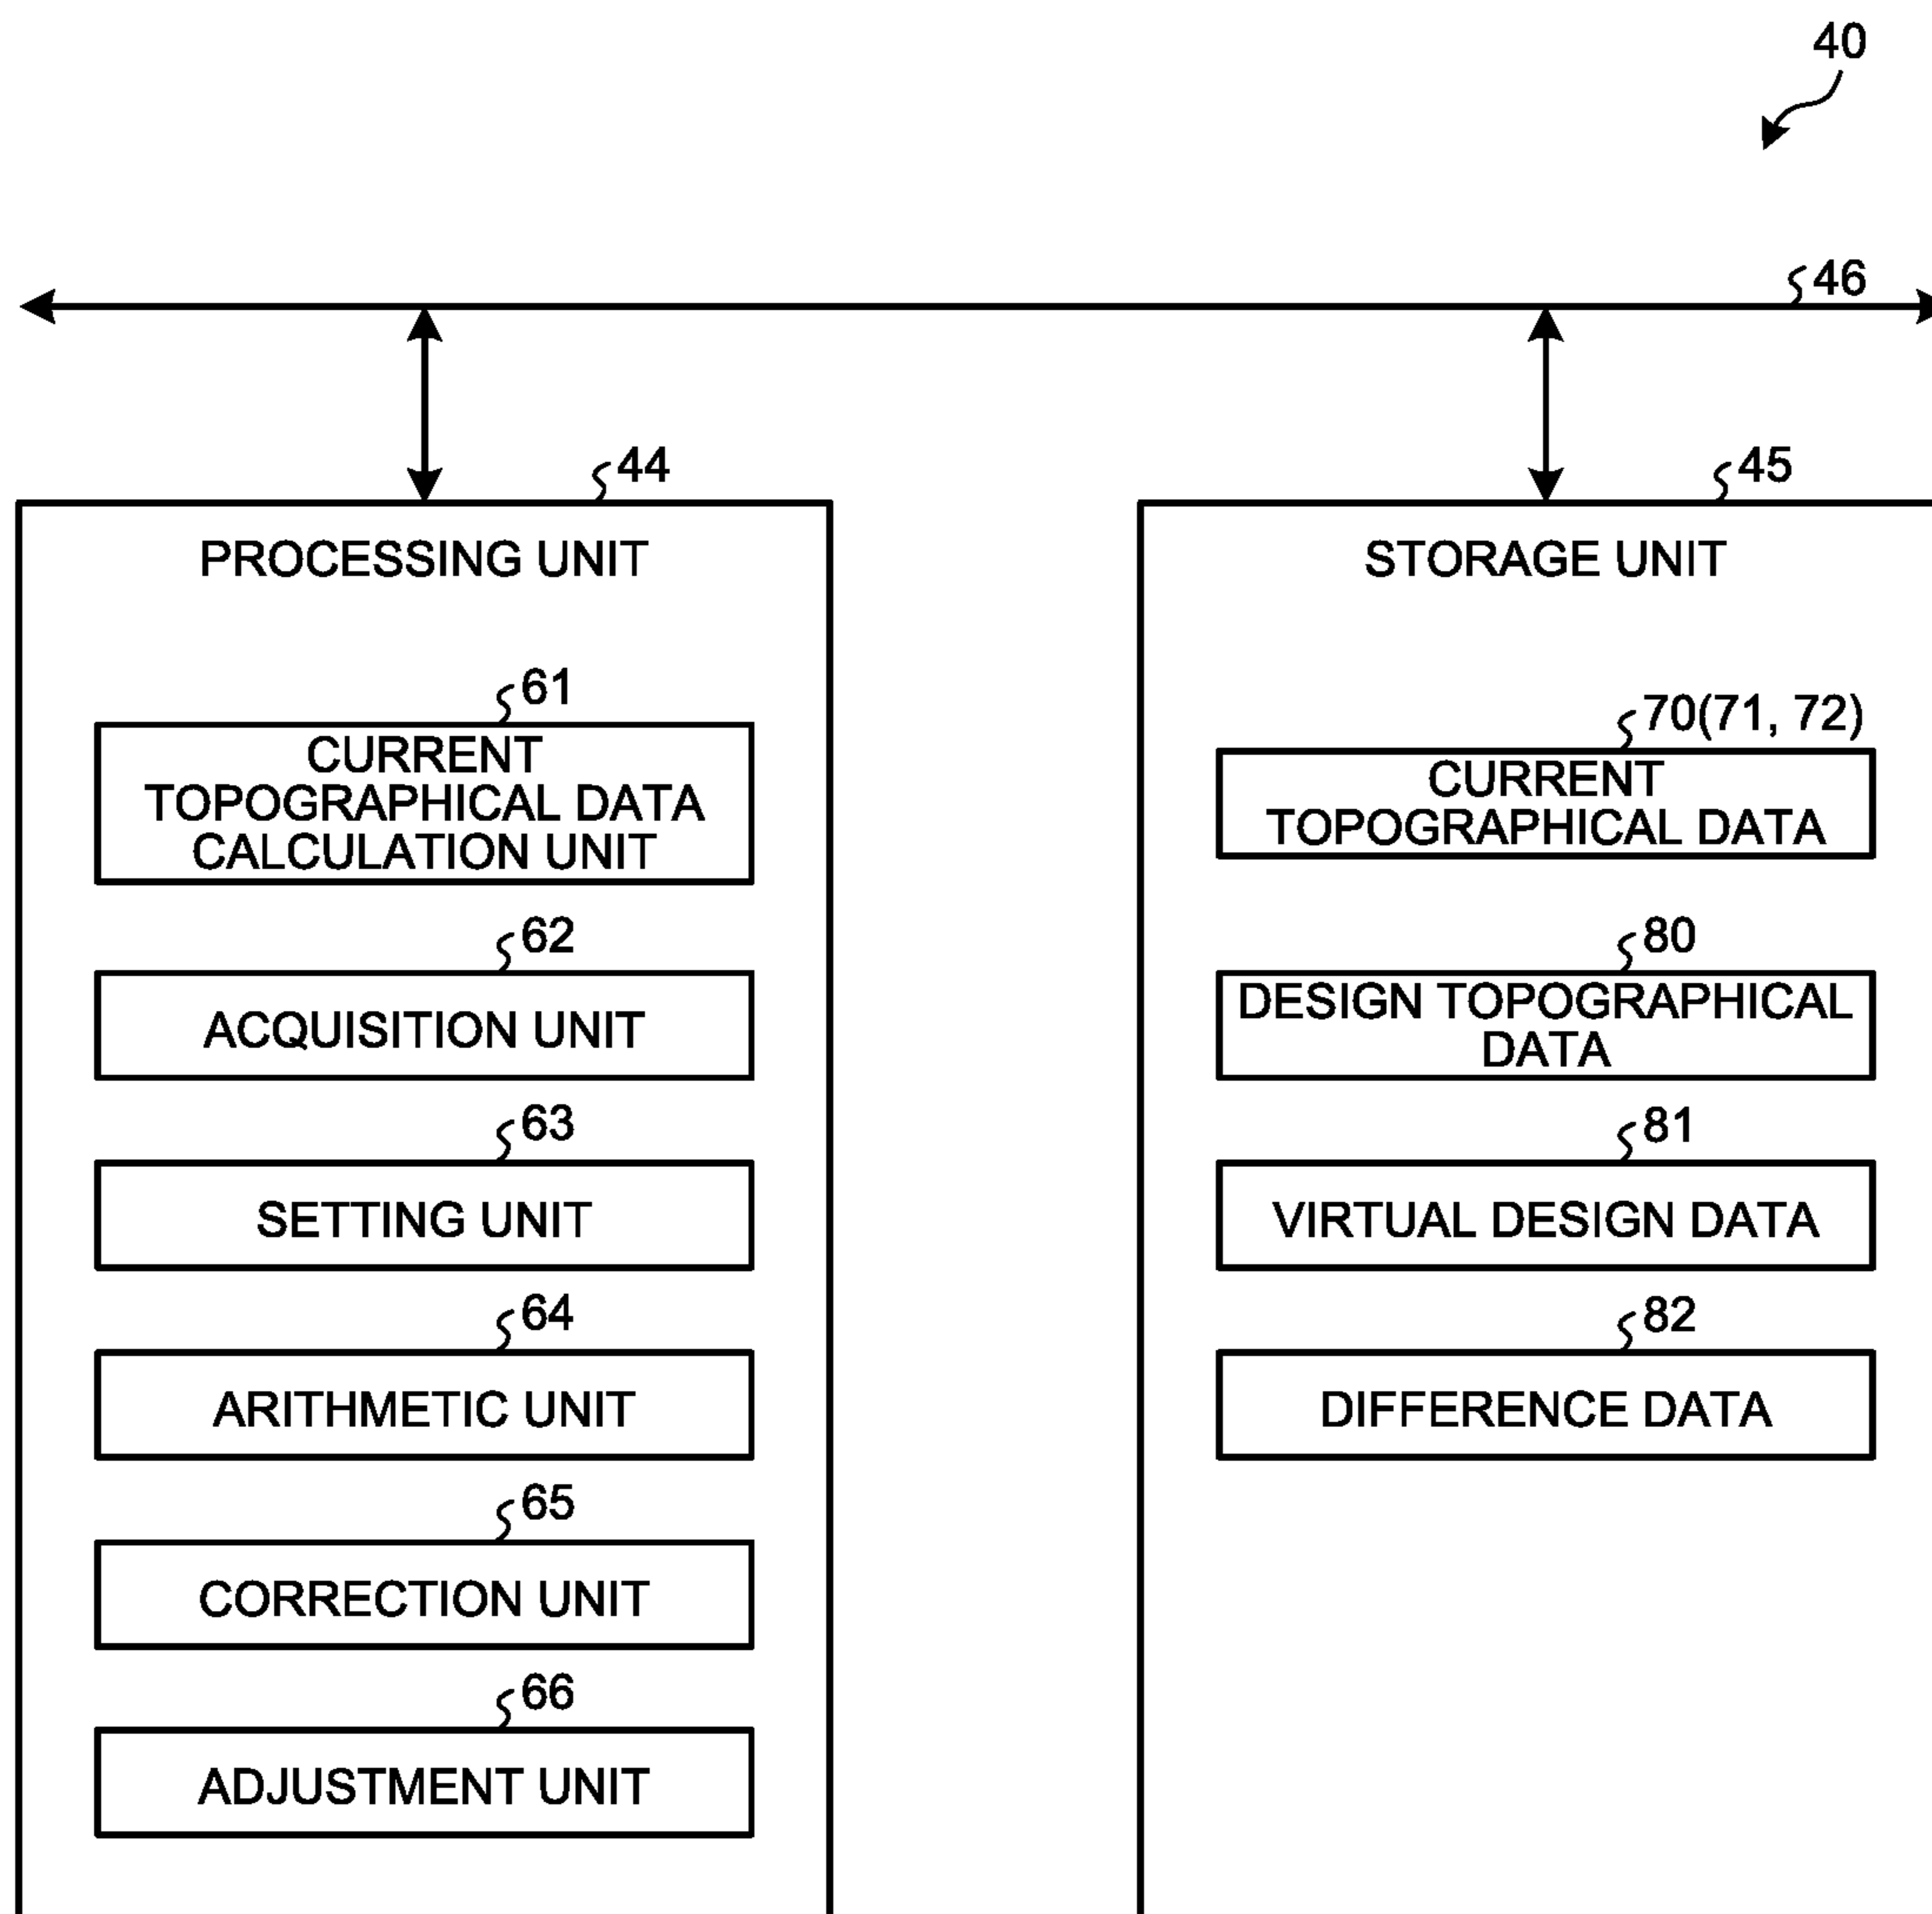 40
46
44
PROCESSING UNIT
61
CURRENT
TOPOGRAPHICAL DATA
CALCULATION UNIT
62
ACQUISITION UNIT
63
SETTING UNIT
64
ARITHMETIC UNIT
65
CORRECTION UNIT
66
ADJUSTMENT UNIT
45
STORAGE UNIT
70(71, 72)
CURRENT
TOPOGRAPHICAL DATA
80
DESIGN TOPOGRAPHICAL
DATA
81
VIRTUAL DESIGN DATA
82
DIFFERENCE DATA